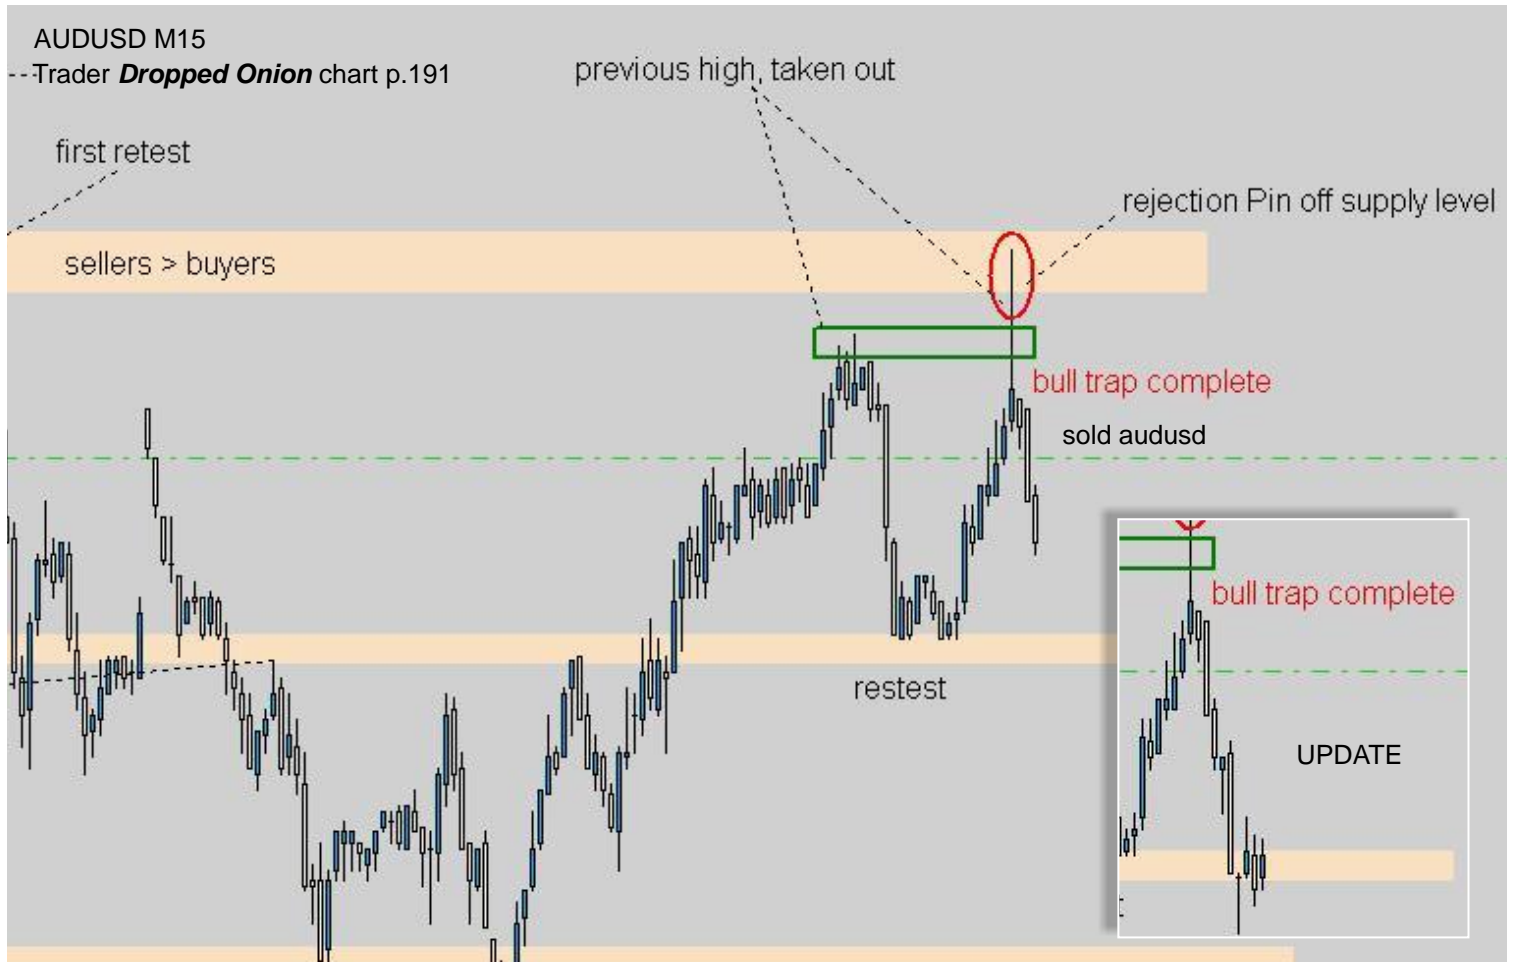 AUDUSD M15
Trader Dropped Onion chart p.191
previous high, taken out
first retest
rejection Pin off supply level
sellers > buyers
bull trap complete
sold audusd
restest
bull trap complete
UPDATE